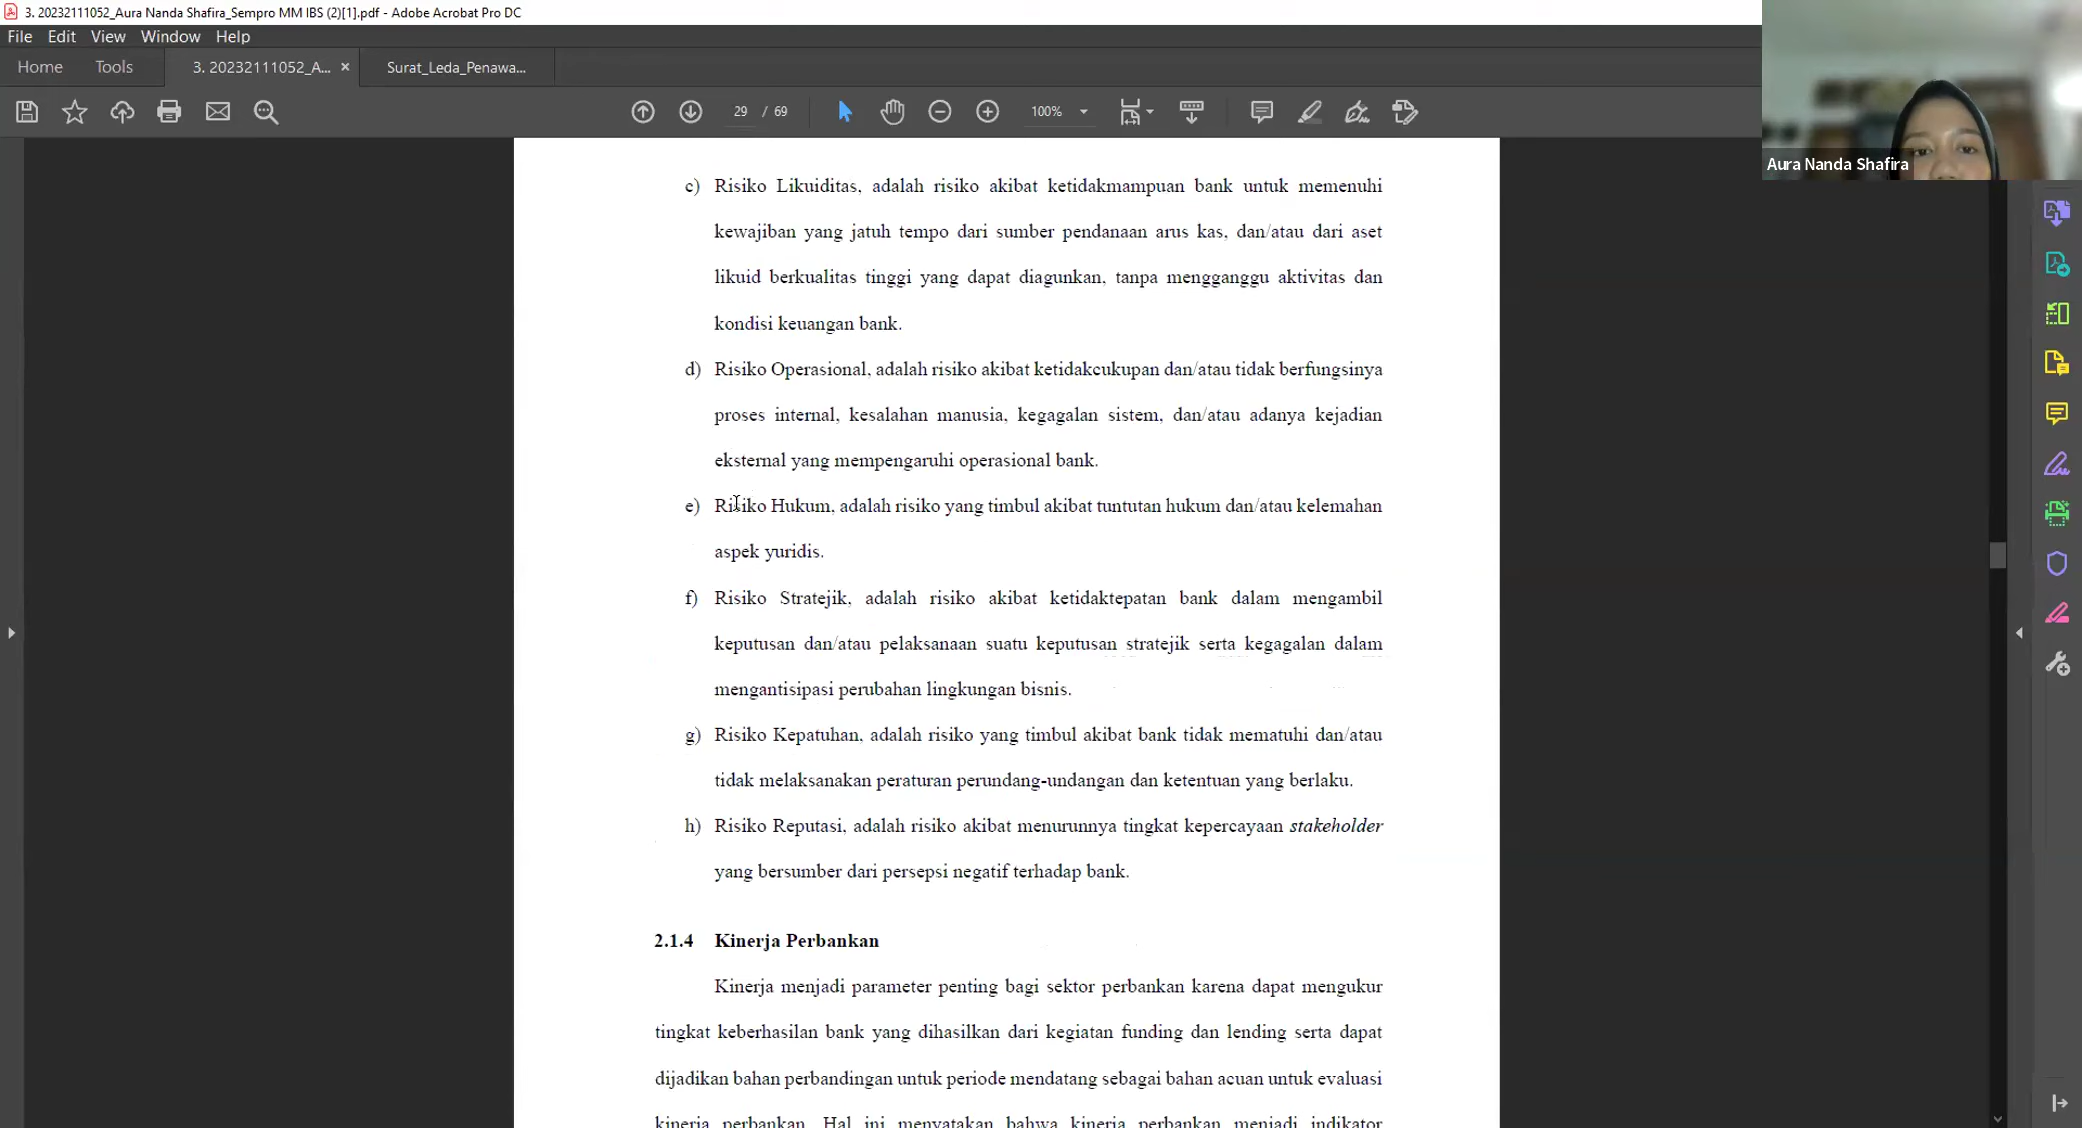 3. 20232111052_Aura Nanda Shafira_Sempro MM IBS (2)[1].pdf - Adobe Acrobat Pro DC
File Edit View Window Help
Home Tools 3. 20232111052_A... × Surat_Leda_Penawa...
29 / 69 100%
Aura Nanda Shafira
c) Risiko Likuiditas, adalah risiko akibat ketidakmampuan bank untuk memenuhi
kewajiban yang jatuh tempo dari sumber pendanaan arus kas, dan/atau dari aset
likuid berkualitas tinggi yang dapat diagunkan, tanpa mengganggu aktivitas dan
kondisi keuangan bank.
d) Risiko Operasional, adalah risiko akibat ketidakcukupan dan/atau tidak berfungsinya
proses internal, kesalahan manusia, kegagalan sistem, dan/atau adanya kejadian
eksternal yang mempengaruhi operasional bank.
e) Risiko Hukum, adalah risiko yang timbul akibat tuntutan hukum dan/atau kelemahan
aspek yuridis.
f) Risiko Stratejik, adalah risiko akibat ketidaktepatan bank dalam mengambil
keputusan dan/atau pelaksanaan suatu keputusan stratejik serta kegagalan dalam
mengantisipasi perubahan lingkungan bisnis.
g) Risiko Kepatuhan, adalah risiko yang timbul akibat bank tidak mematuhi dan/atau
tidak melaksanakan peraturan perundang-undangan dan ketentuan yang berlaku.
h) Risiko Reputasi, adalah risiko akibat menurunnya tingkat kepercayaan stakeholder
yang bersumber dari persepsi negatif terhadap bank.
2.1.4 Kinerja Perbankan
Kinerja menjadi parameter penting bagi sektor perbankan karena dapat mengukur
tingkat keberhasilan bank yang dihasilkan dari kegiatan funding dan lending serta dapat
dijadikan bahan perbandingan untuk periode mendatang sebagai bahan acuan untuk evaluasi
kinerja perbankan. Hal ini menyatakan bahwa kinerja perbankan menjadi indikator